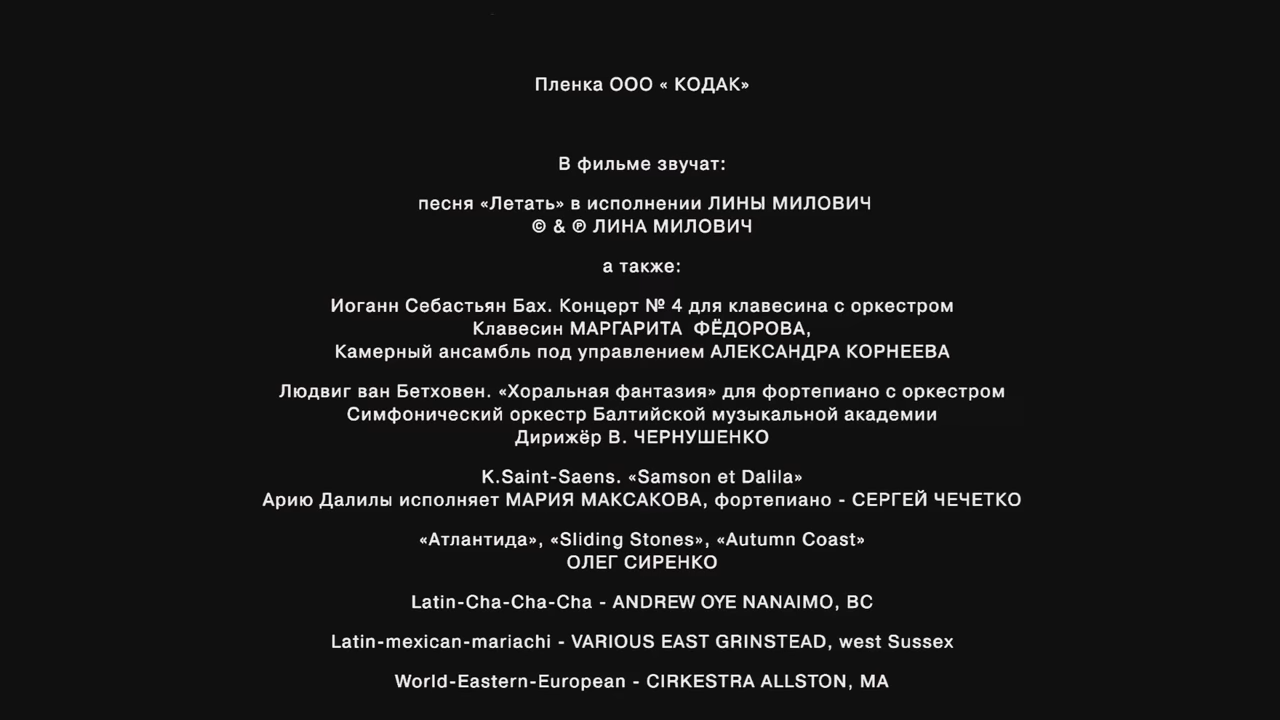 Пленка ООО « КОДАК»
В фильме звучат:
песня «Летать» в исполнении ЛИНЫ МИЛОВИЧ
© & ℗ ЛИНА МИЛОВИЧ
а также:
Иоганн Себастьян Бах. Концерт № 4 для клавесина с оркестром
Клавесин МАРГАРИТА ФЁДОРОВА,
Камерный ансамбль под управлением АЛЕКСАНДРА КОРНЕЕВА
Людвиг ван Бетховен. «Хоральная фантазия» для фортепиано с оркестром
Симфонический оркестр Балтийской музыкальной академии
Дирижёр В. ЧЕРНУШЕНКО
K.Saint-Saens. «Samson et Dalila»
Арию Далилы исполняет МАРИЯ МАКСАКОВА, фортепиано - СЕРГЕЙ ЧЕЧЕТКО
«Атлантида», «Sliding Stones», «Autumn Coast»
ОЛЕГ СИРЕНКО
Latin-Cha-Cha-Cha - ANDREW OYE NANAIMO, BC
Latin-mexican-mariachi - VARIOUS EAST GRINSTEAD, west Sussex
World-Eastern-European - CIRKESTRA ALLSTON, MA